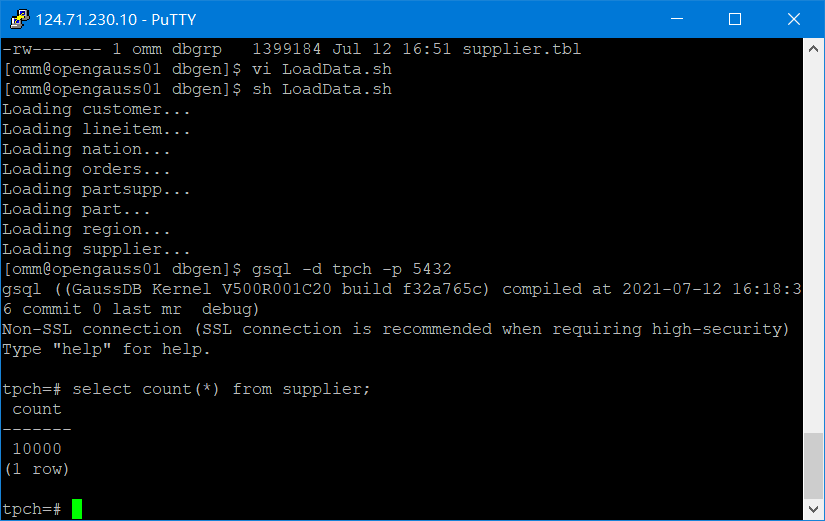 124.71.230.10 - PuTTY
-rw------- 1 omm dbgrp   1399184 Jul 12 16:51 supplier.tbl
[omm@opengauss01 dbgen]$ vi LoadData.sh
[omm@opengauss01 dbgen]$ sh LoadData.sh
Loading customer...
Loading lineitem...
Loading nation...
Loading orders...
Loading partsupp...
Loading part...
Loading region...
Loading supplier...
[omm@opengauss01 dbgen]$ gsql -d tpch -p 5432
gsql ((GaussDB Kernel V500R001C20 build f32a765c) compiled at 2021-07-12 16:18:3
6 commit 0 last mr  debug)
Non-SSL connection (SSL connection is recommended when requiring high-security)
Type "help" for help.
tpch=# select count(*) from supplier;
 count
-------
 10000
(1 row)
tpch=#